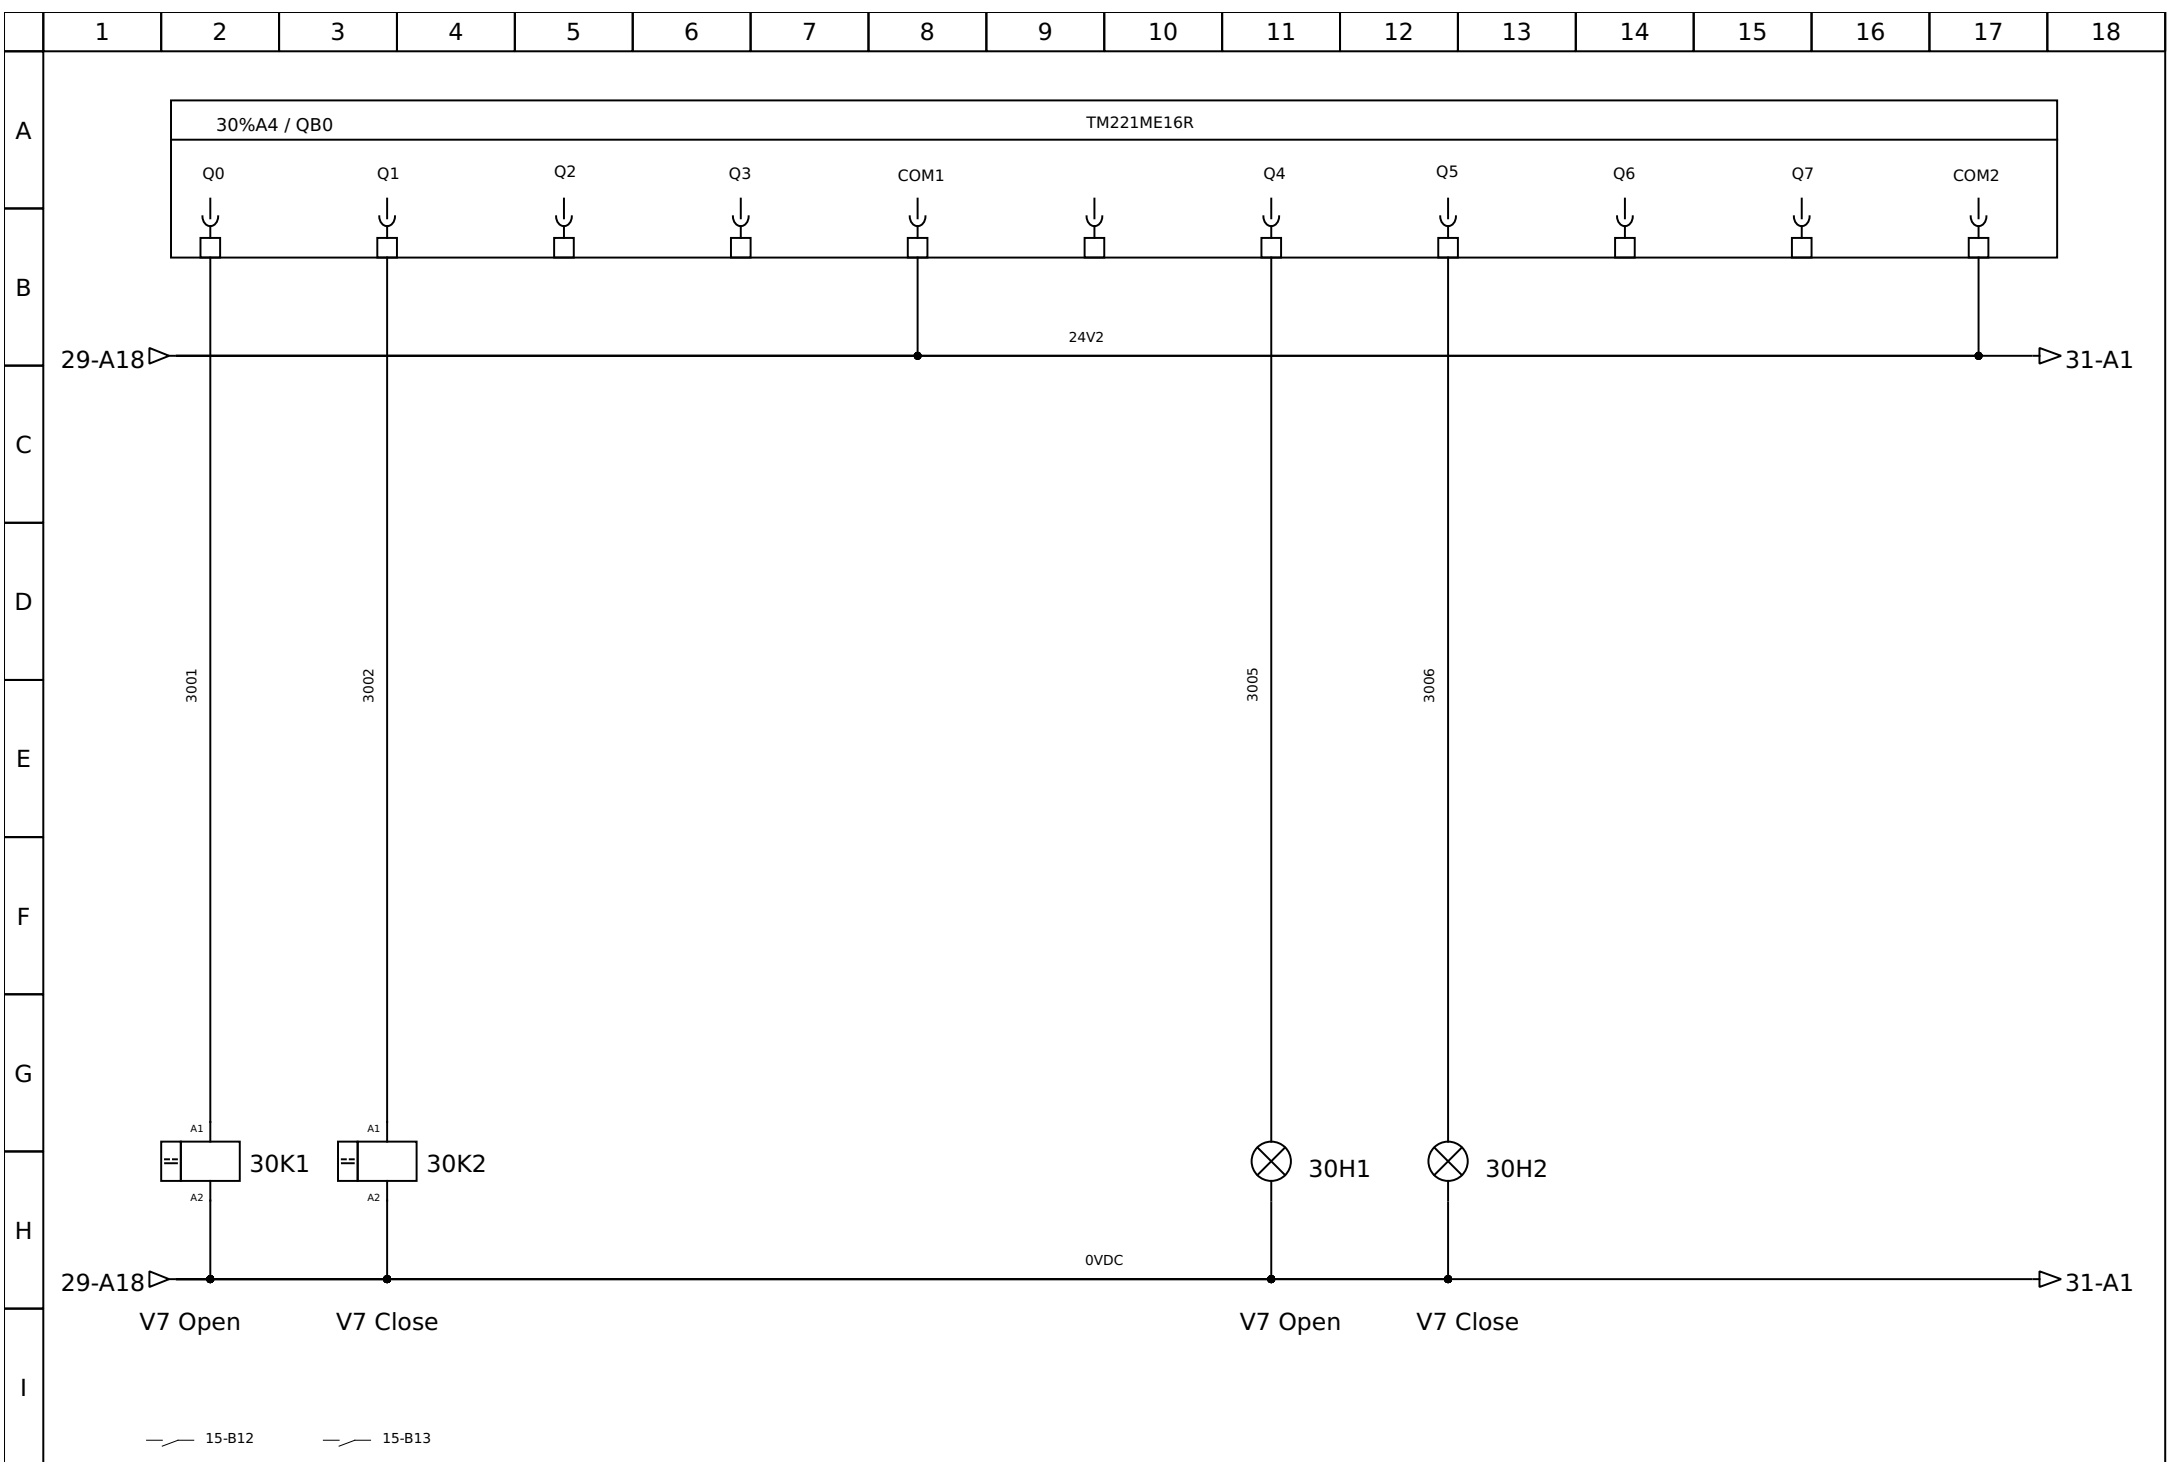 1 2 3 4 5 6 7 8 9 10 11 12 13 14 15 16 17 18
A
30%A4 / QB0 TM221ME16R
Q0 Q1 Q2 Q3 COM1 Q4 Q5 Q6 Q7 COM2
B
24V2
29-A18 31-A1
C
D
3001 3002 3005 3006
E
F
G
A1 A1
30K1 30K2 30H1 30H2
A2 A2
H
0VDC
29-A18 31-A1
V7 Open V7 Close V7 Open V7 Close
I
15-B12 15-B13